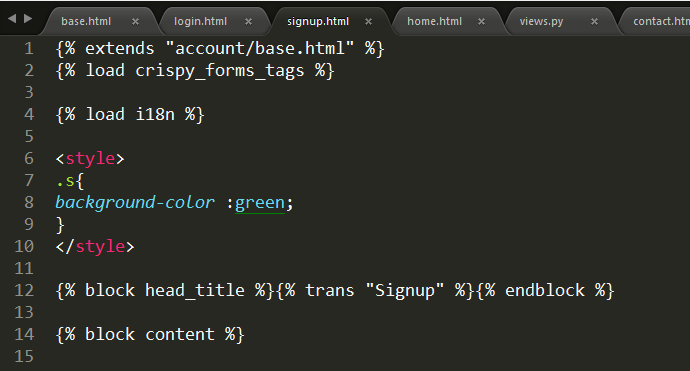 base.html × login.html × signup.html × home.html × views.py × contact.htm
1 {% extends "account/base.html" %}
2 {% load crispy_forms_tags %}
3
4 {% load i18n %}
5
6 <style>
7 .s{
8 background-color :green;
9 }
10 </style>
11
12 {% block head_title %}{% trans "Signup" %}{% endblock %}
13
14 {% block content %}
15